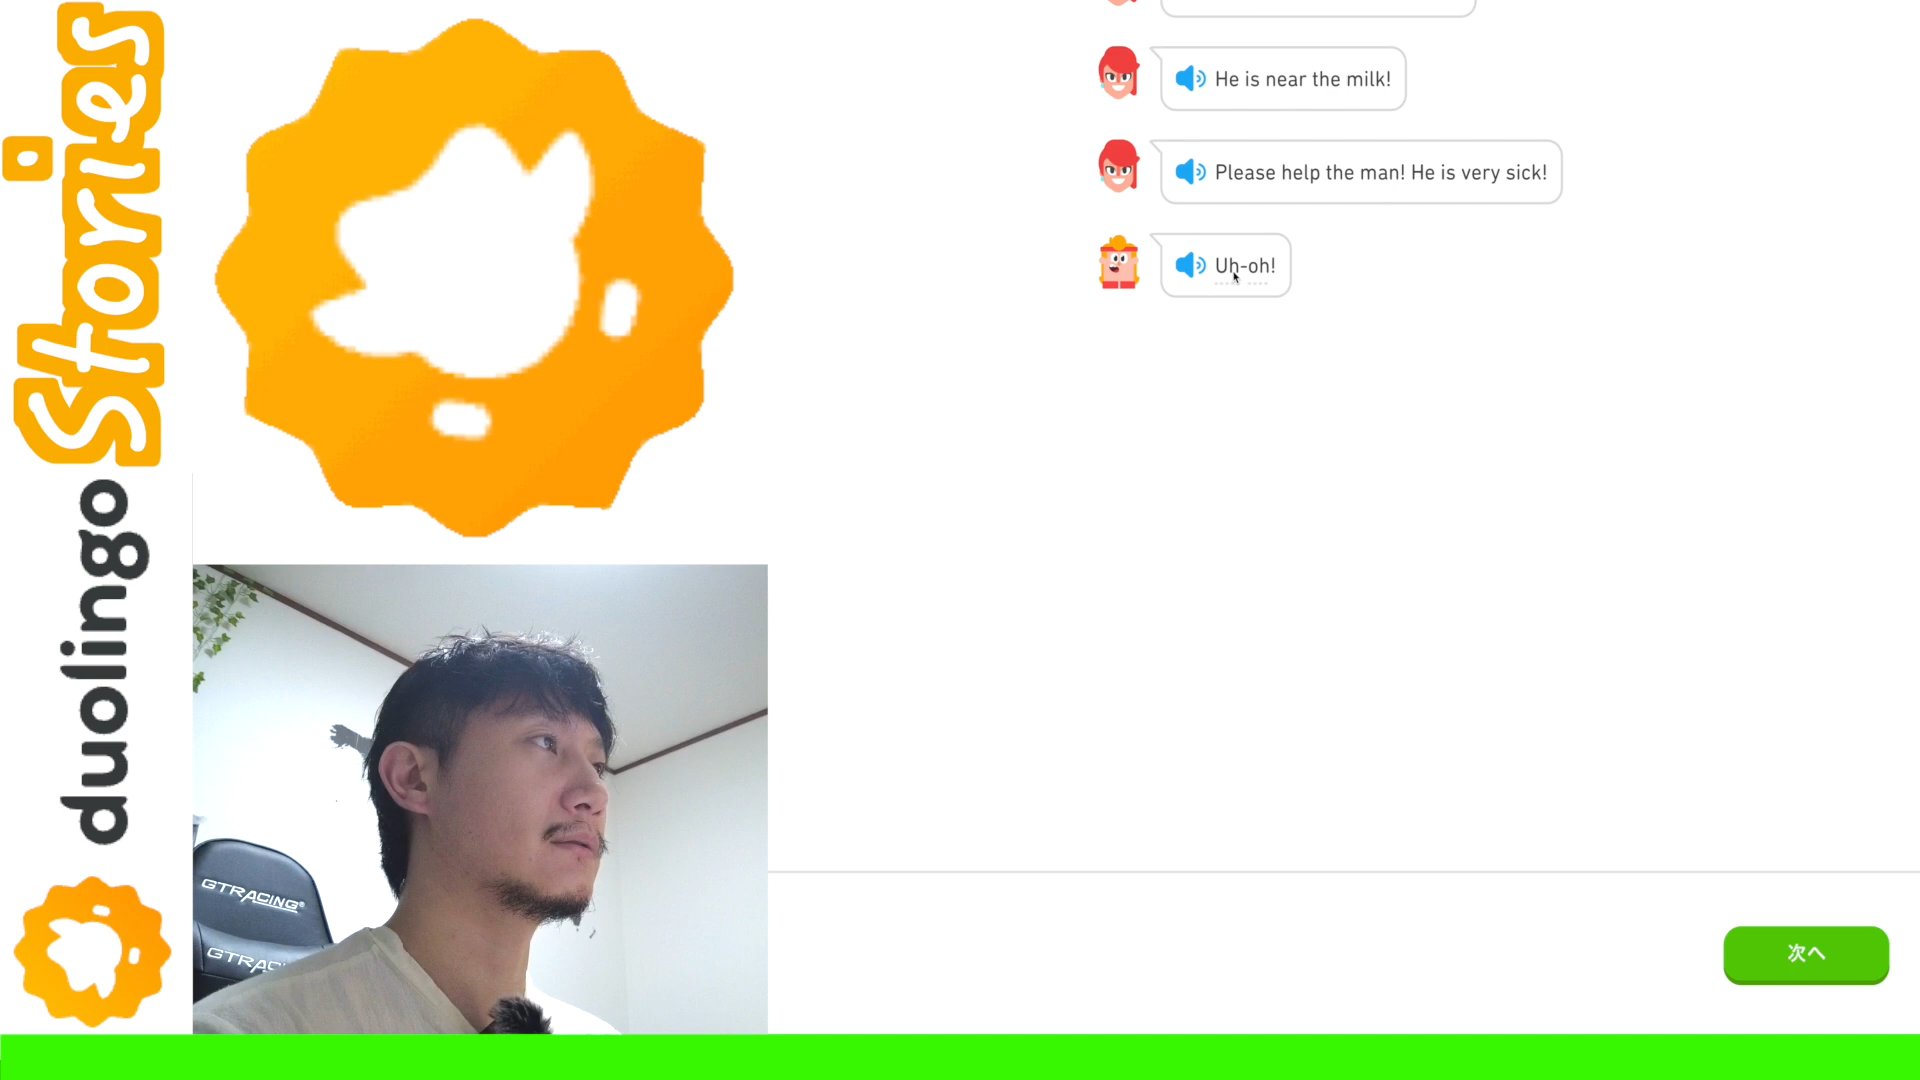 duolingo Stories
He is near the milk!
Please help the man! He is very sick!
Uh-oh!
次へ
GTRACING®
GTRAC